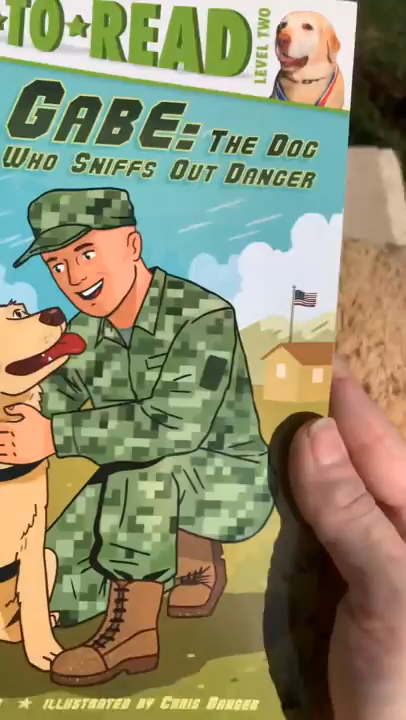 TO★READ
LEVEL TWO
GABE: THE DOG
WHO SNIFFS OUT DANGER
★ ILLUSTRATED BY CHRIS DANGER